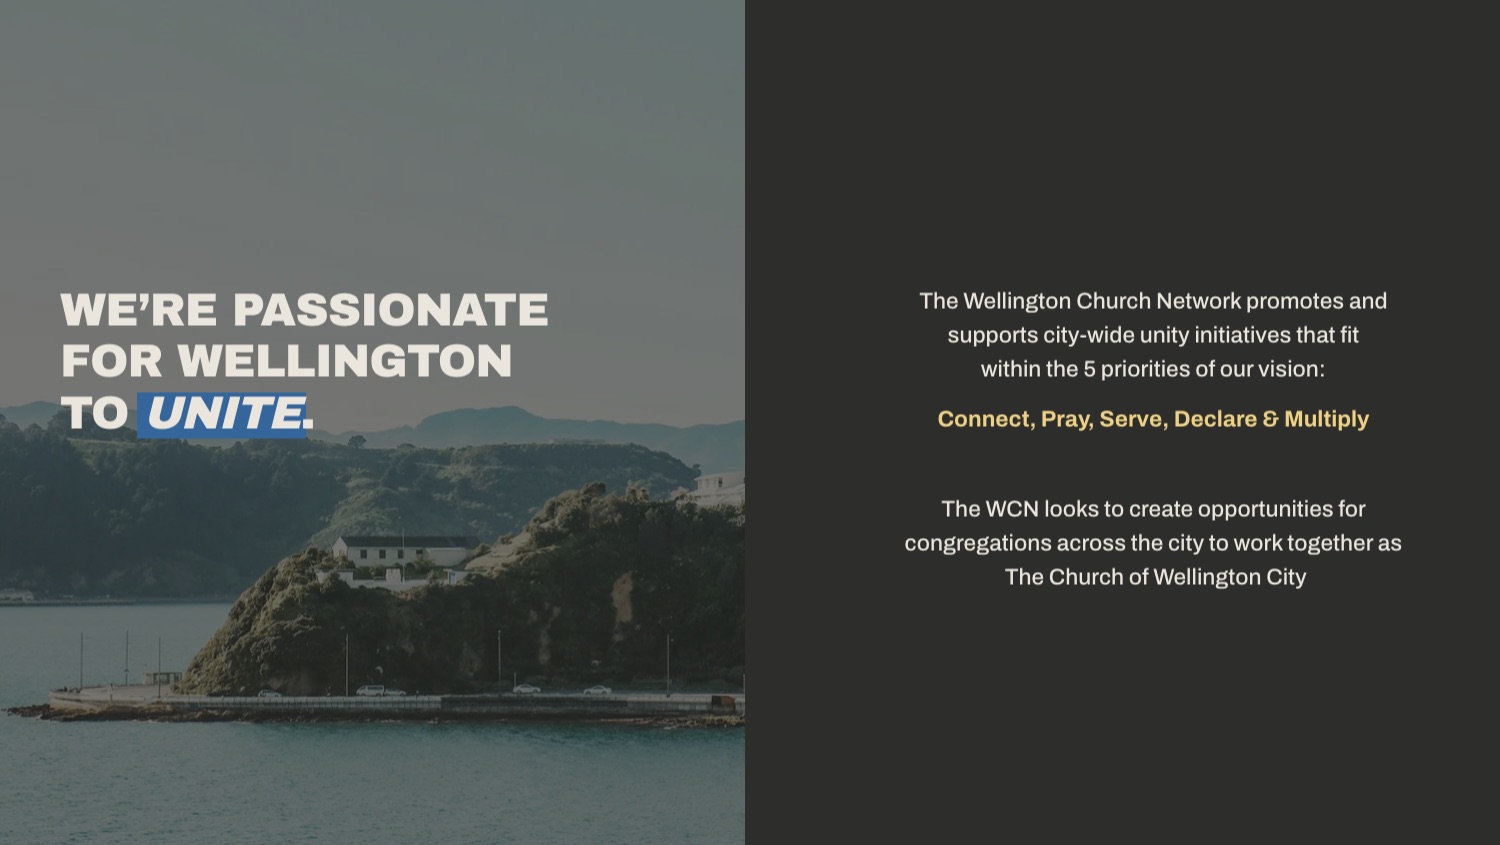 WE’RE PASSIONATE
FOR WELLINGTON
TO UNITE.
The Wellington Church Network promotes and
supports city-wide unity initiatives that fit
within the 5 priorities of our vision:
Connect, Pray, Serve, Declare & Multiply
The WCN looks to create opportunities for
congregations across the city to work together as
The Church of Wellington City